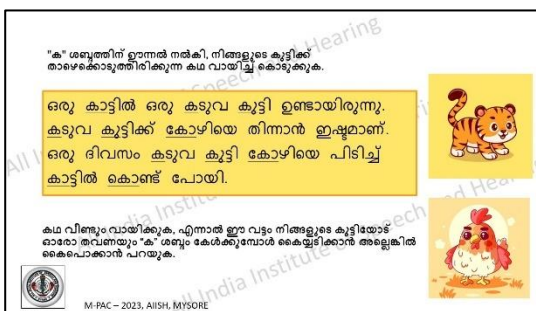 "ക" ശബ്ദത്തിന് ഊന്നൽ നൽകി, നിങ്ങളുടെ കുട്ടിക്ക്
താഴെക്കൊടുത്തിരിക്കുന്ന കഥ വായിച്ച് കൊടുക്കുക.
ഒരു കാട്ടിൽ ഒരു കടുവ കുട്ടി ഉണ്ടായിരുന്നു.
കടുവ കുട്ടിക്ക് കോഴിയെ തിന്നാൻ ഇഷ്ടമാണ്.
ഒരു ദിവസം കടുവ കുട്ടി കോഴിയെ പിടിച്ച്
കാട്ടിൽ കൊണ്ട് പോയി.
കഥ വീണ്ടും വായിക്കുക, എന്നാൽ ഈ വട്ടം നിങ്ങളുടെ കുട്ടിയോട്
ഓരോ തവണയും "ക" ശബ്ദം കേൾക്കുമ്പോൾ കൈയ്യടിക്കാൻ അല്ലെങ്കിൽ
കൈപൊക്കാൻ പറയുക.
M-PAC – 2023, AIISH, MYSORE